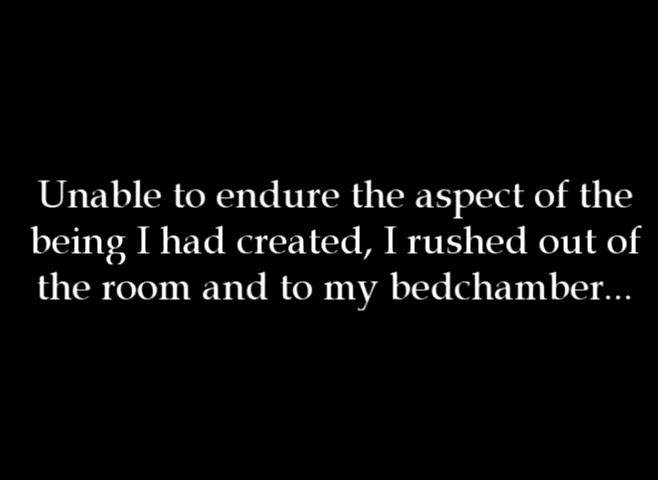 Unable to endure the aspect of the
being I had created, I rushed out of
the room and to my bedchamber...